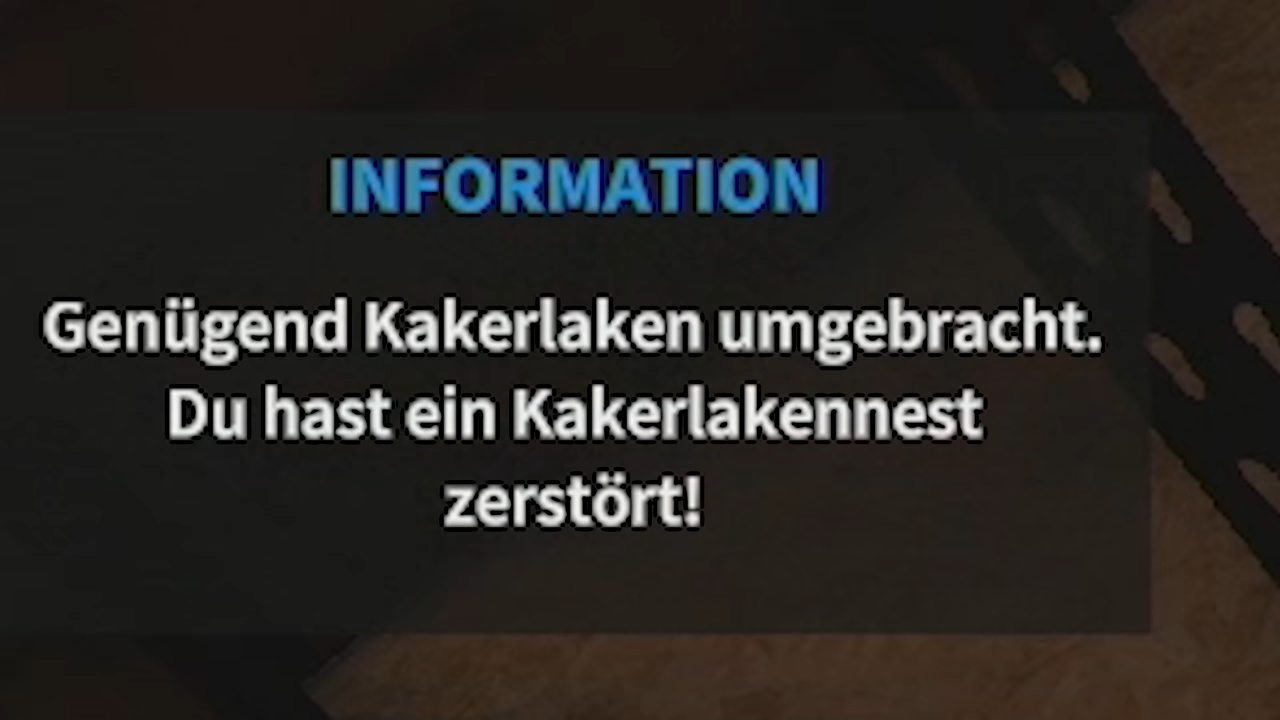 INFORMATION
Genügend Kakerlaken umgebracht.
Du hast ein Kakerlakennest
zerstört!